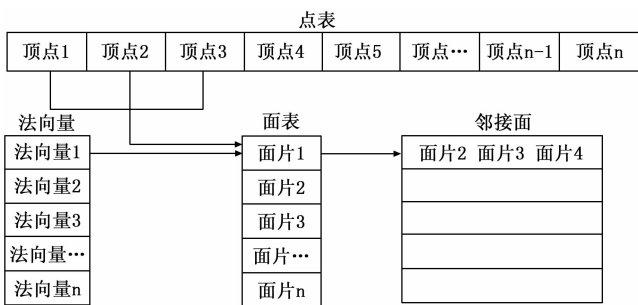 点表
顶点1 顶点2 顶点3 顶点4 顶点5 顶点… 顶点n-1 顶点n
法向量 面表 邻接面
法向量1 面片1 面片2 面片3 面片4
法向量2 面片2
法向量3 面片3
法向量… 面片…
法向量n 面片n